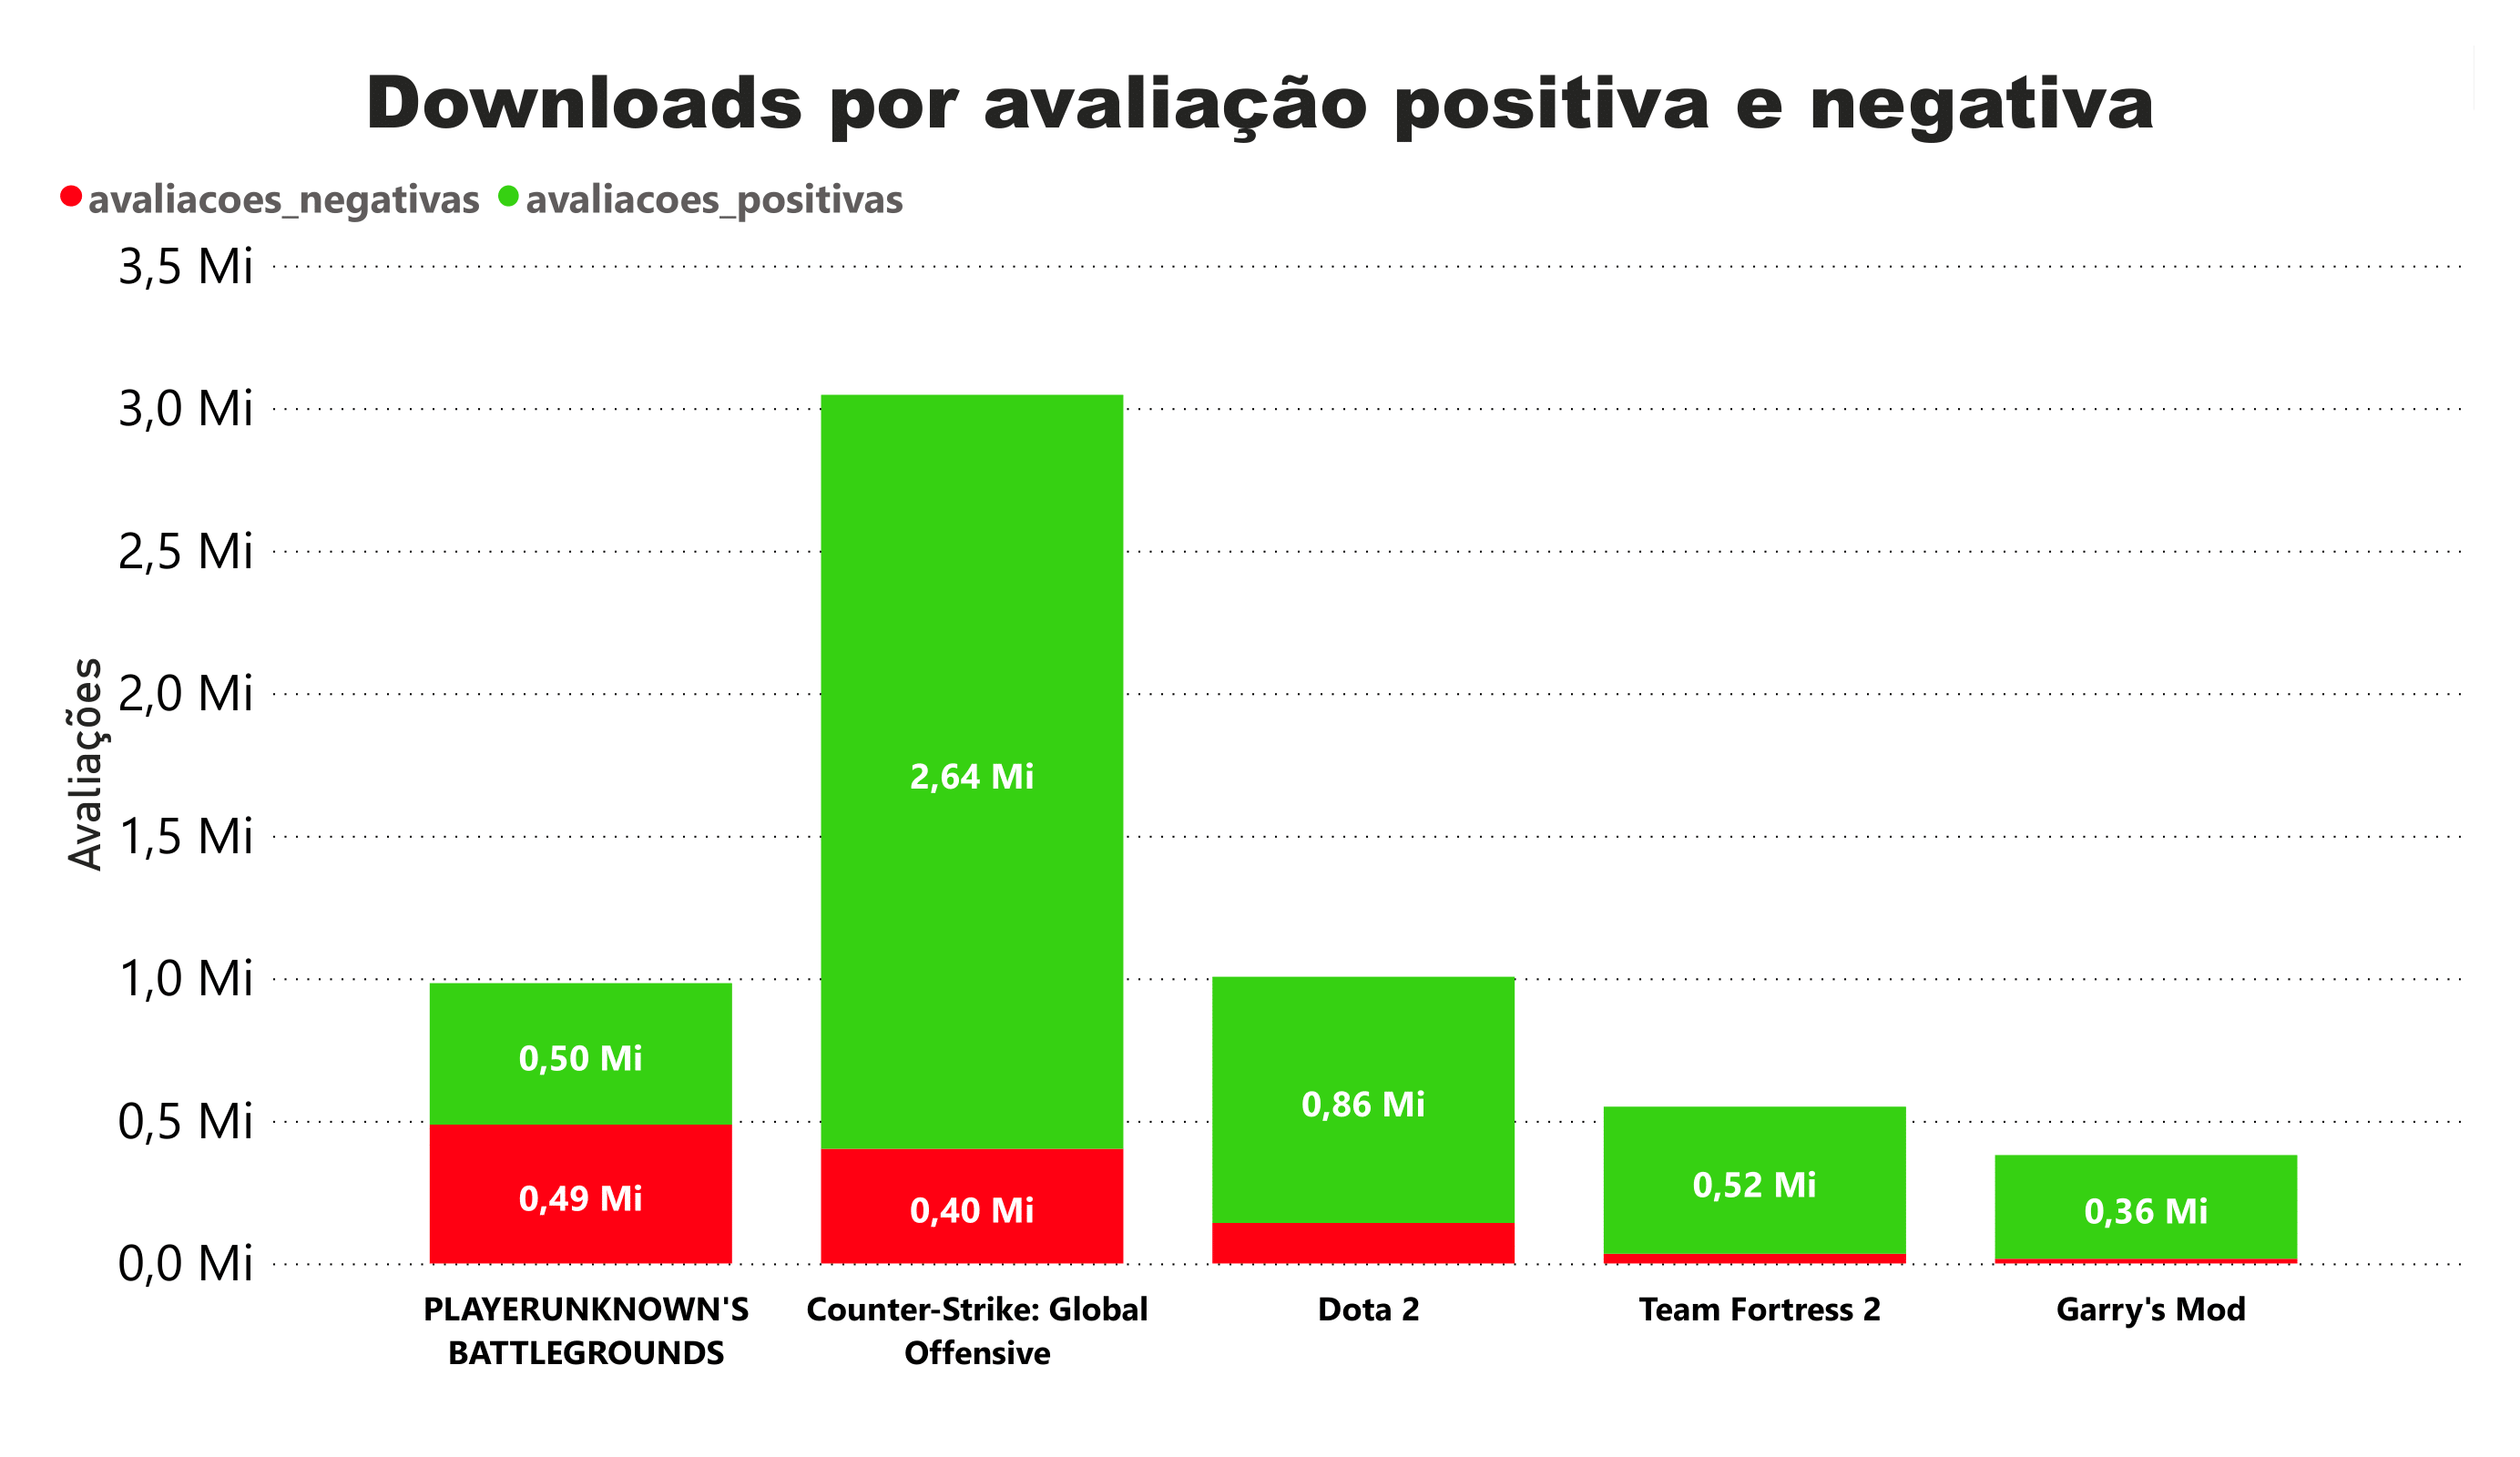 Downloads por avaliação positiva e negativa
avaliacoes_negativas avaliacoes_positivas
Avaliações
3,5 Mi
3,0 Mi
2,5 Mi
2,0 Mi
1,5 Mi
1,0 Mi
0,5 Mi
0,0 Mi
0,50 Mi
0,49 Mi
2,64 Mi
0,40 Mi
0,86 Mi
0,52 Mi
0,36 Mi
PLAYERUNKNOWN'S
BATTLEGROUNDS
Counter-Strike: Global
Offensive
Dota 2
Team Fortress 2
Garry's Mod